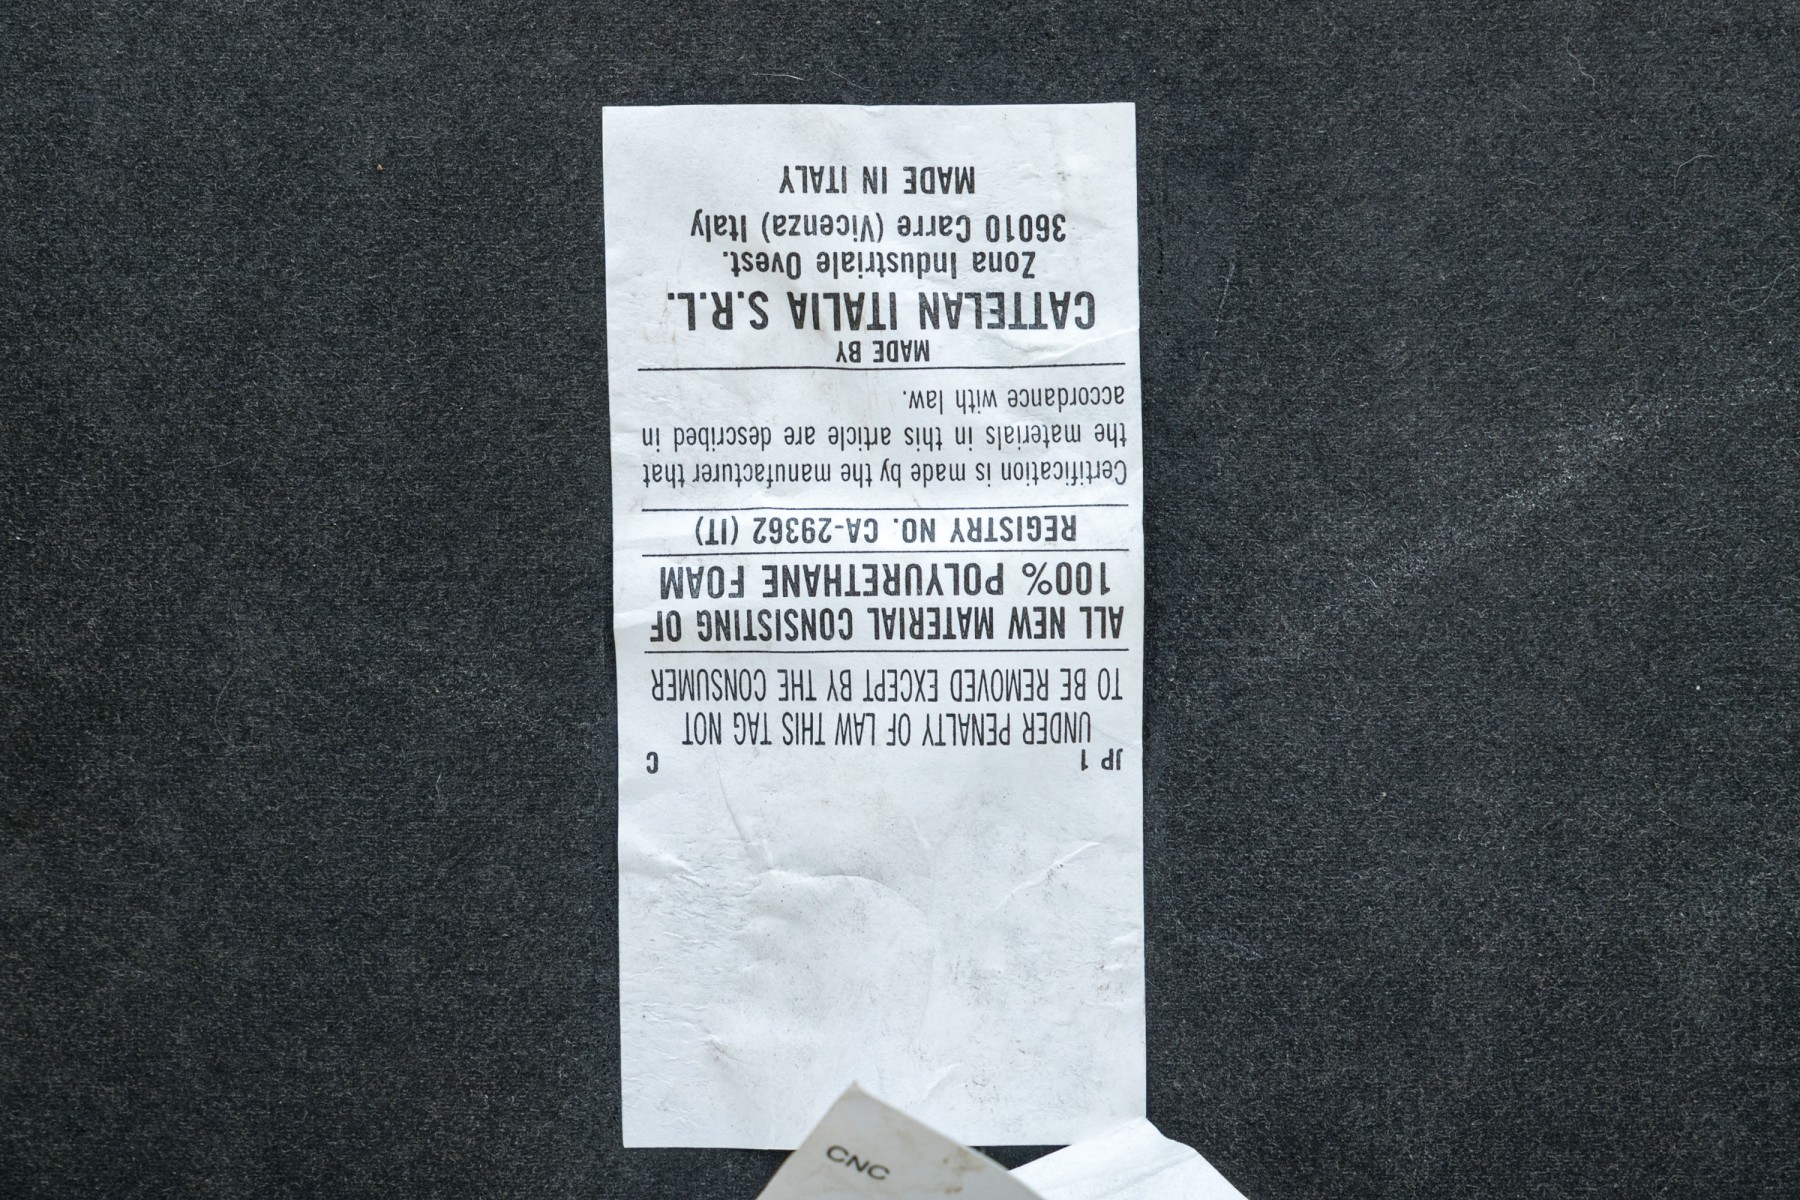 JP 1 C
UNDER PENALTY OF LAW THIS TAG NOT
TO BE REMOVED EXCEPT BY THE CONSUMER
ALL NEW MATERIAL CONSISTING OF
100% POLYURETHANE FOAM
REGISTRY NO. CA-29362 (IT)
Certification is made by the manufacturer that
the materials in this article are described in
accordance with law.
MADE BY
CATTELAN ITALIA S.R.L.
Zona Industriale Ovest.
36010 Carre (Vicenza) Italy
MADE IN ITALY
CNC